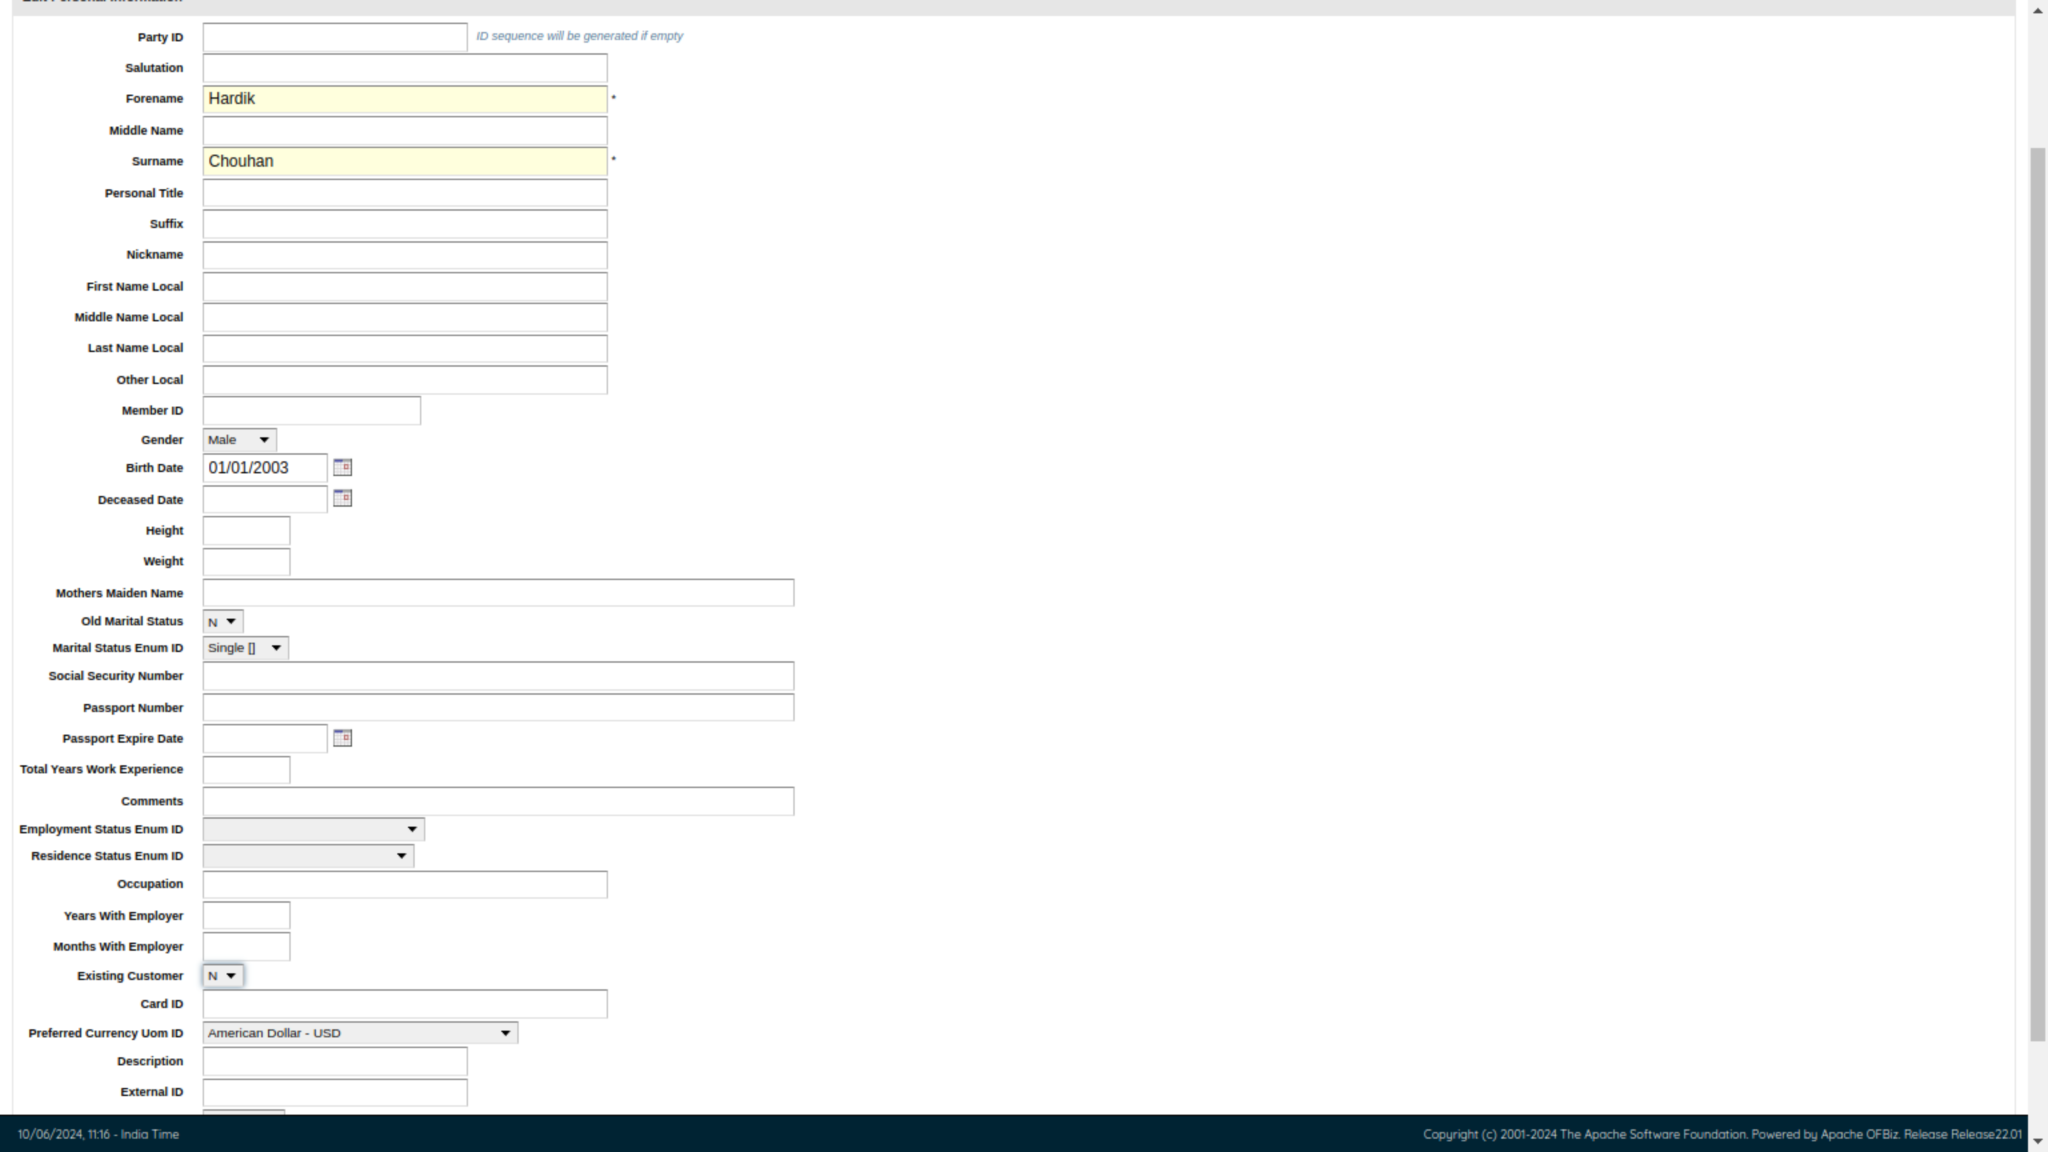 Edit Personal Information
Party ID
ID sequence will be generated if empty
Salutation
Forename Hardik *
Middle Name
Surname Chouhan *
Personal Title
Suffix
Nickname
First Name Local
Middle Name Local
Last Name Local
Other Local
Member ID
Gender Male
Birth Date 01/01/2003
Deceased Date
Height
Weight
Mothers Maiden Name
Old Marital Status N
Marital Status Enum ID Single []
Social Security Number
Passport Number
Passport Expire Date
Total Years Work Experience
Comments
Employment Status Enum ID
Residence Status Enum ID
Occupation
Years With Employer
Months With Employer
Existing Customer N
Card ID
Preferred Currency Uom ID American Dollar - USD
Description
External ID
10/06/2024, 11:16 - India Time
Copyright (c) 2001-2024 The Apache Software Foundation. Powered by Apache OFBiz. Release Release22.01